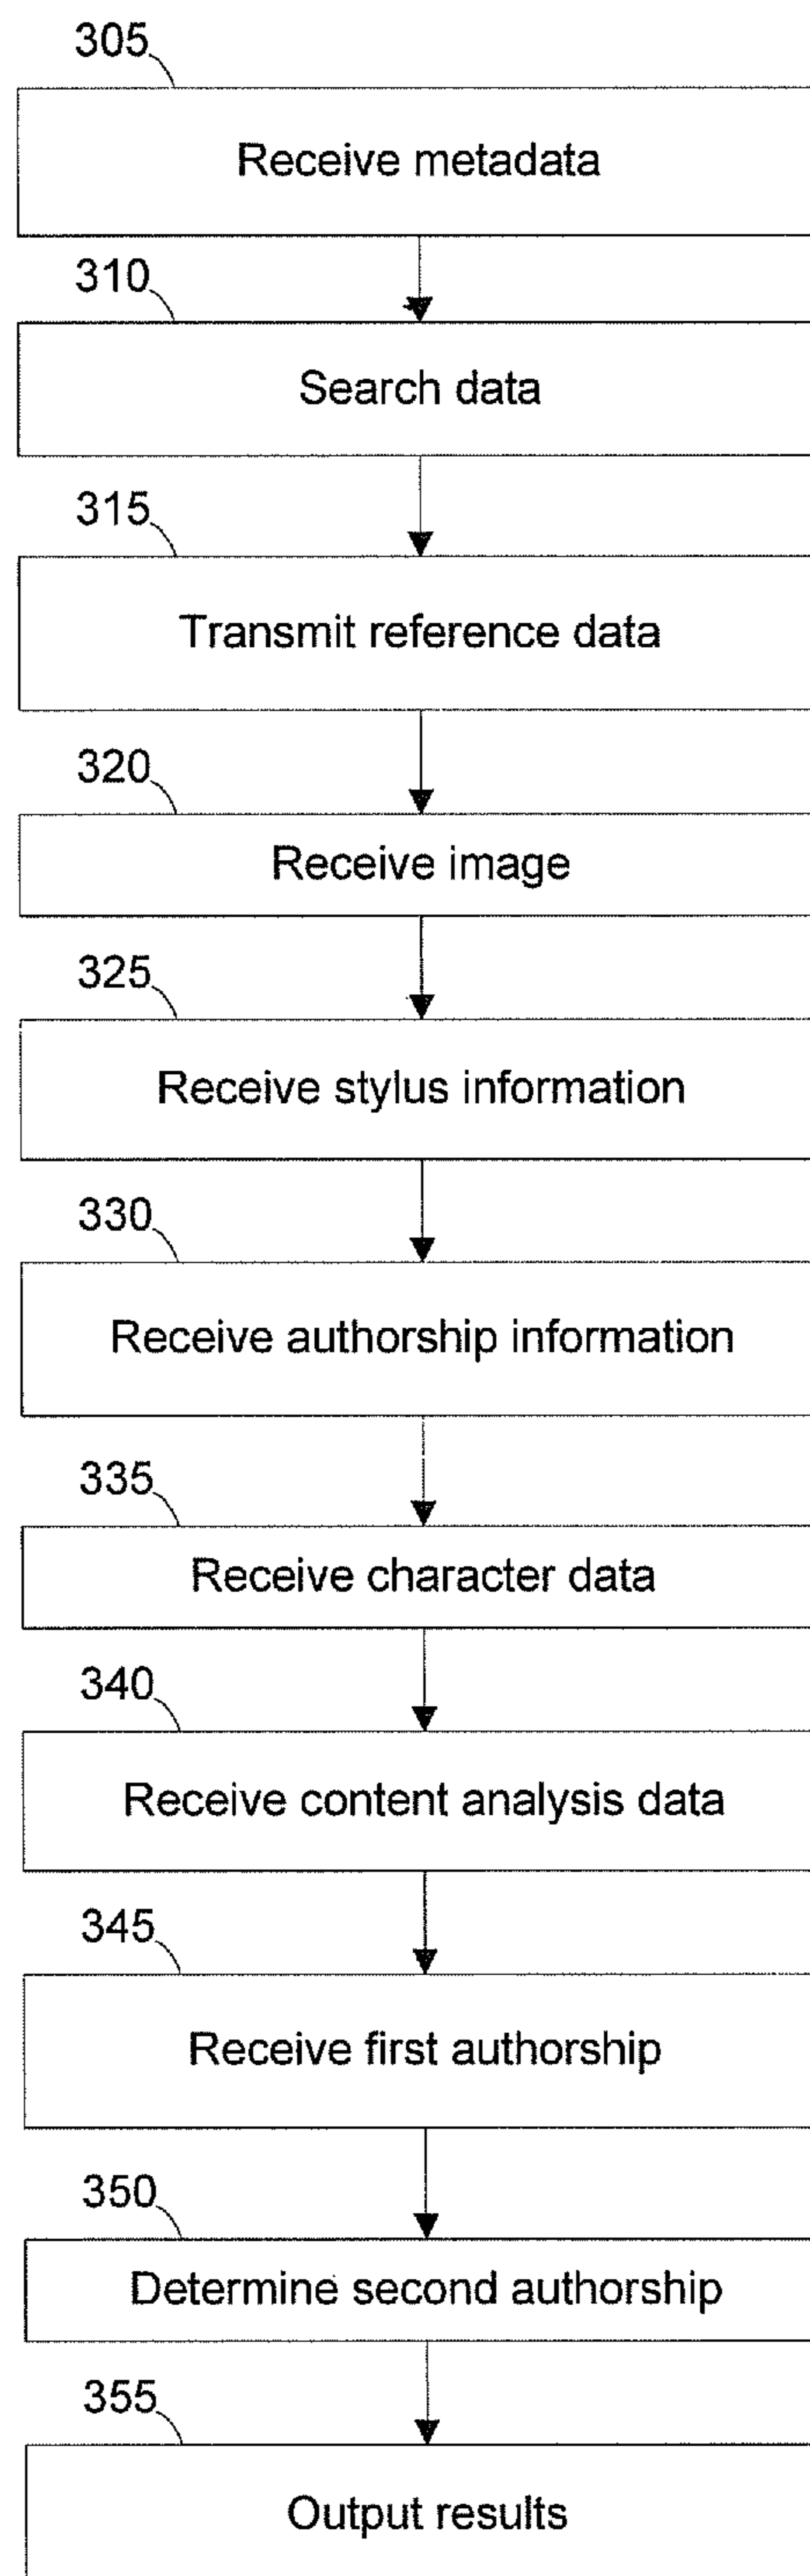 305
Receive metadata
310
Search data
315
Transmit reference data
320
Receive image
325
Receive stylus information
330
Receive authorship information
335
Receive character data
340
Receive content analysis data
345
Receive first authorship
350
Determine second authorship
355
Output results